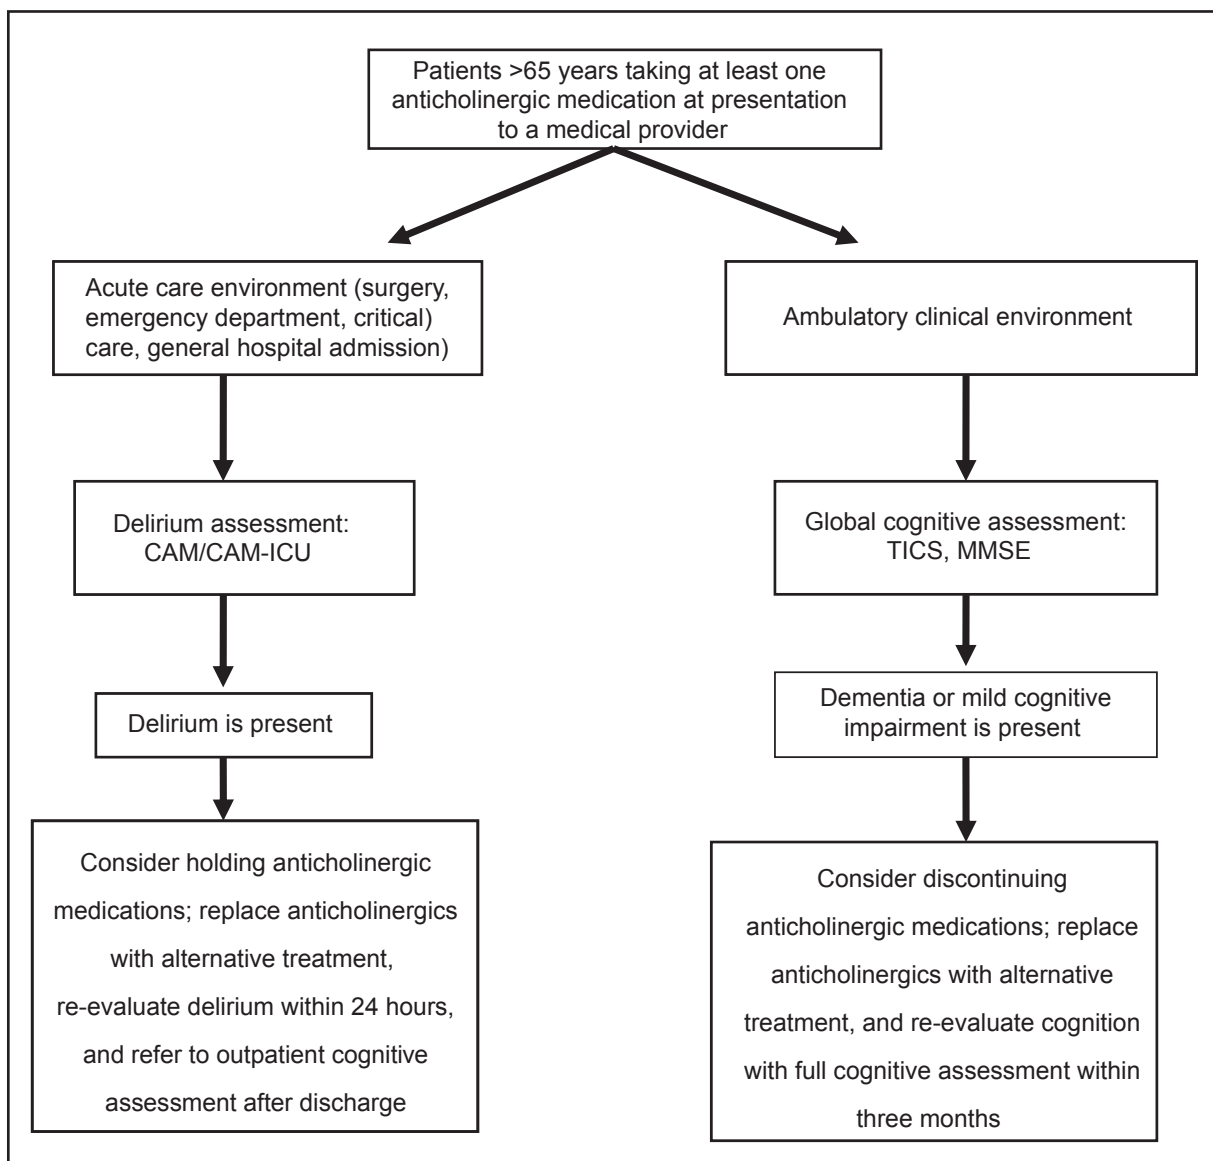 Patients >65 years taking at least one
anticholinergic medication at presentation
to a medical provider
Acute care environment (surgery,
emergency department, critical)
care, general hospital admission)
Ambulatory clinical environment
Delirium assessment:
CAM/CAM-ICU
Global cognitive assessment:
TICS, MMSE
Delirium is present
Dementia or mild cognitive
impairment is present
Consider holding anticholinergic
medications; replace anticholinergics
with alternative treatment,
re-evaluate delirium within 24 hours,
and refer to outpatient cognitive
assessment after discharge
Consider discontinuing
anticholinergic medications; replace
anticholinergics with alternative
treatment, and re-evaluate cognition
with full cognitive assessment within
three months